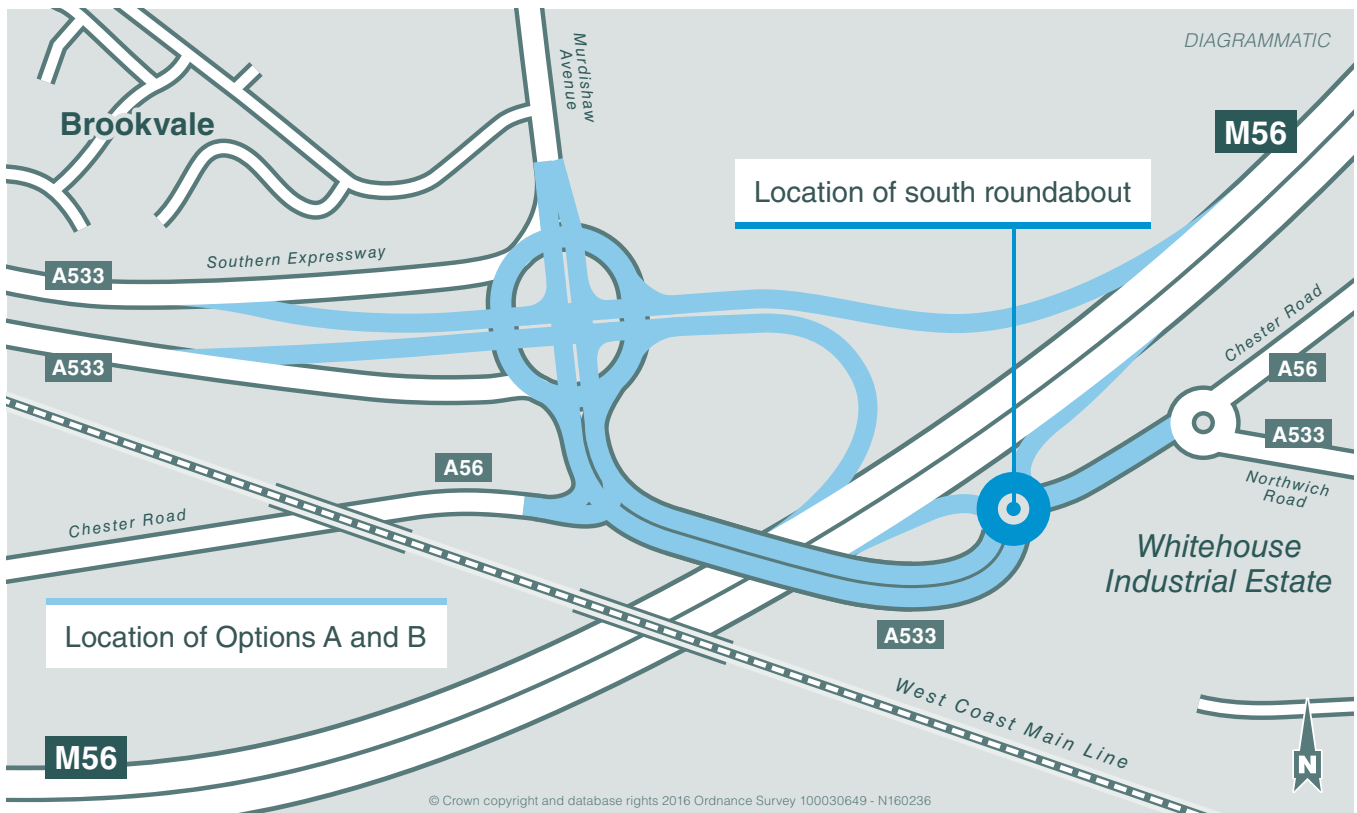 DIAGRAMMATIC
Murdishaw
Avenue
Brookvale
M56
Location of south roundabout
Southern Expressway
A533
A533
Chester Road
A56
A533
Northwich
Road
A56
Chester Road
Whitehouse
Industrial Estate
Location of Options A and B
A533
West Coast Main Line
M56
N
© Crown copyright and database rights 2016 Ordnance Survey 100030649 - N160236